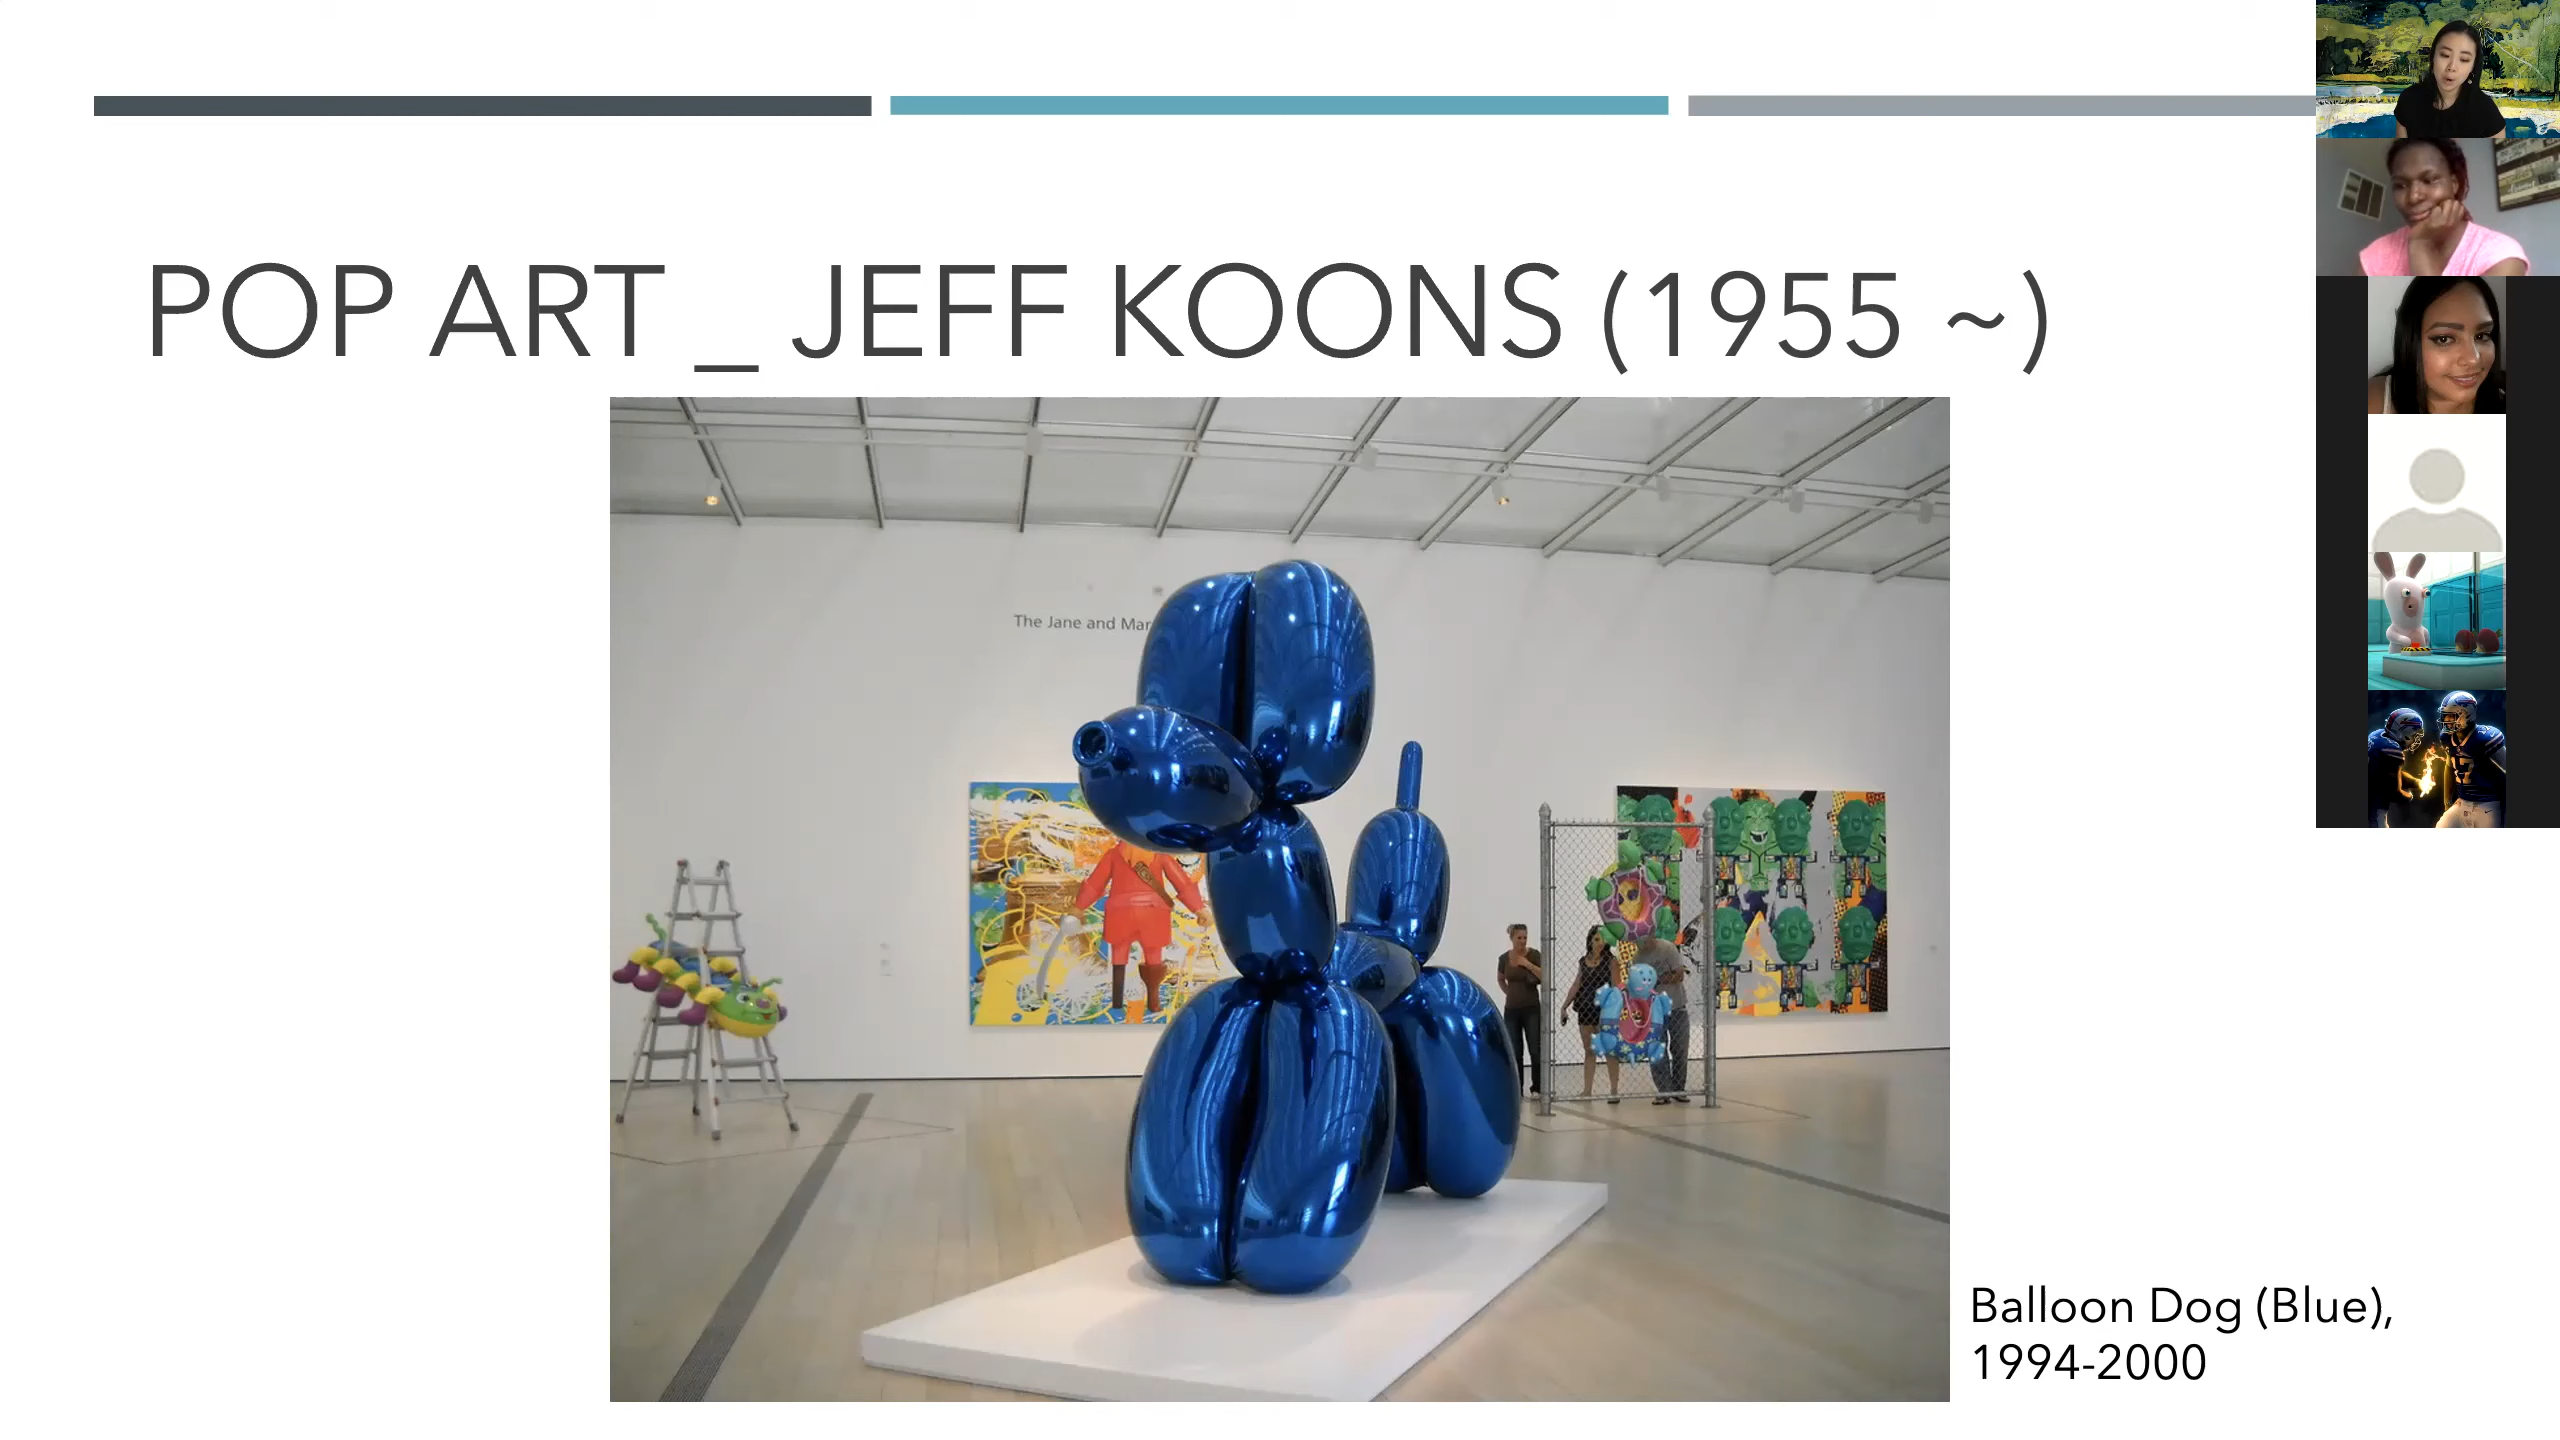 POP ART _ JEFF KOONS (1955 ~)
The Jane and Mar
Balloon Dog (Blue),
1994-2000